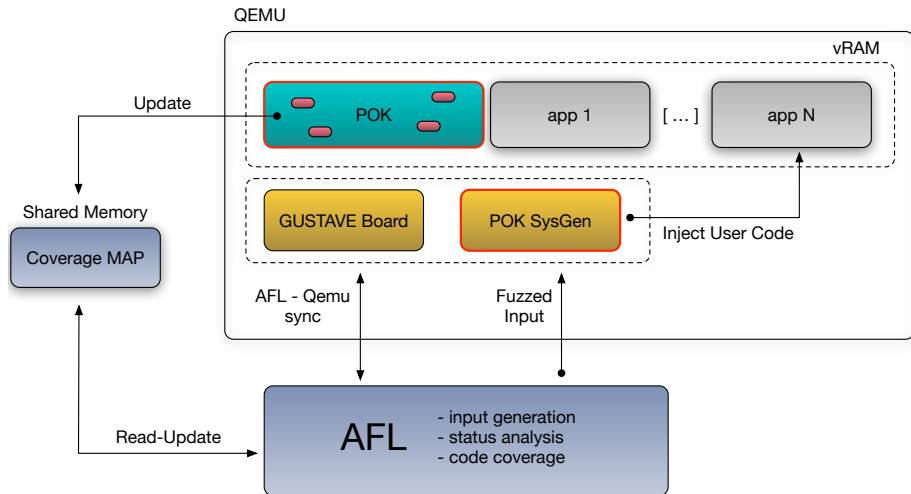 QEMU
vRAM
POK
app 1
[ ... ]
app N
Update
Shared Memory
Coverage MAP
GUSTAVE Board
POK SysGen
Inject User Code
AFL - Qemu
sync
Fuzzed
Input
AFL
- input generation
- status analysis
- code coverage
Read-Update